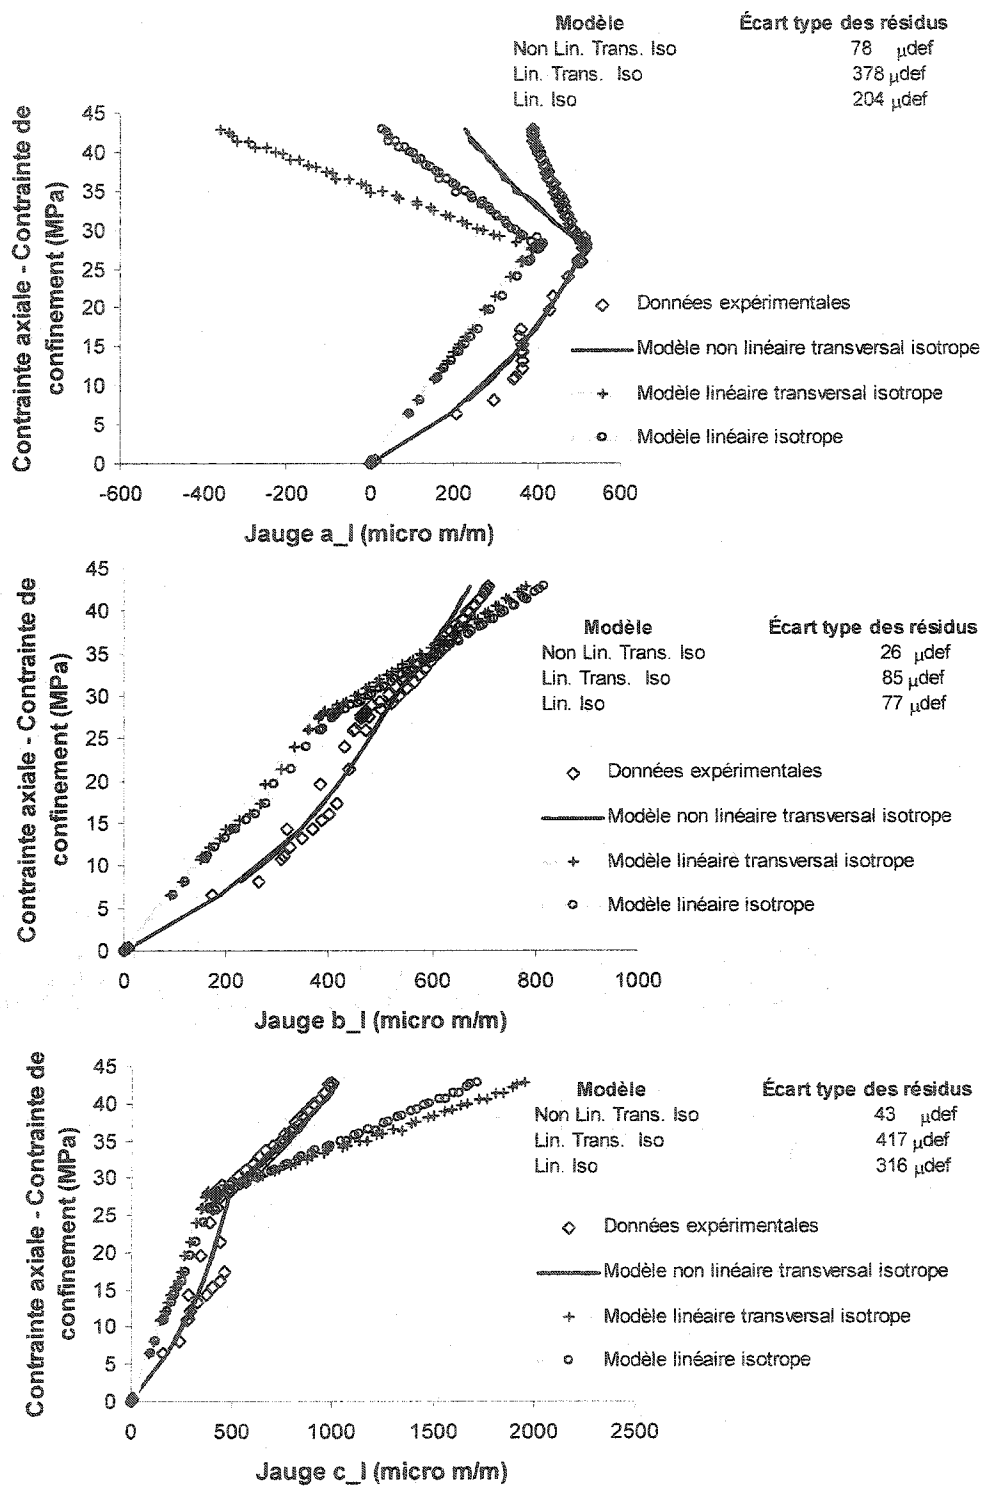 Modèle Écart type des résidus
Non Lin. Trans. Iso 78 µdef
Lin. Trans. Iso 378 µdef
Lin. Iso 204 µdef
Contrainte axiale - Contrainte de
confinement (MPa)
45
40
35
30
25
20
15
10
5
0
-600 -400 -200 0 200 400 600
Jauge a_l (micro m/m)
Données expérimentales
Modèle non linéaire transversal isotrope
Modèle linéaire transversal isotrope
Modèle linéaire isotrope
Contrainte axiale - Contrainte de
confinement (MPa)
45
40
35
30
25
20
15
10
5
0
0 200 400 600 800 1000
Jauge b_l (micro m/m)
Modèle Écart type des résidus
Non Lin. Trans. Iso 26 µdef
Lin. Trans. Iso 85 µdef
Lin. Iso 77 µdef
Données expérimentales
Modèle non linéaire transversal isotrope
Modèle linéaire transversal isotrope
Modèle linéaire isotrope
Contrainte axiale - Contrainte de
confinement (MPa)
45
40
35
30
25
20
15
10
5
0
0 500 1000 1500 2000 2500
Jauge c_l (micro m/m)
Modèle Écart type des résidus
Non Lin. Trans. Iso 43 µdef
Lin. Trans. Iso 417 µdef
Lin. Iso 316 µdef
Données expérimentales
Modèle non linéaire transversal isotrope
Modèle linéaire transversal isotrope
Modèle linéaire isotrope